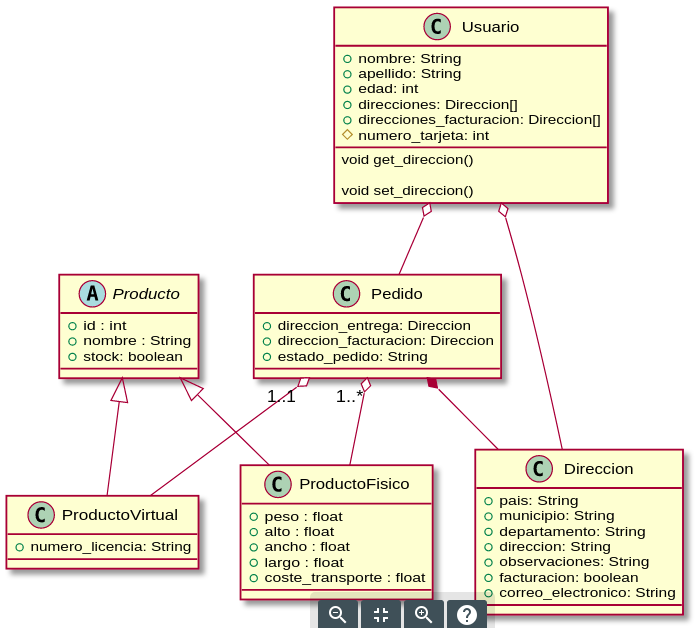 C Usuario
nombre: String
apellido: String
edad: int
direcciones: Direccion[]
direcciones_facturacion: Direccion[]
numero_tarjeta: int
void get_direccion()
void set_direccion()
A Producto
id : int
nombre : String
stock: boolean
C Pedido
direccion_entrega: Direccion
direccion_facturacion: Direccion
estado_pedido: String
1..1
1..*
C ProductoVirtual
numero_licencia: String
C ProductoFisico
peso : float
alto : float
ancho : float
largo : float
coste_transporte : float
C Direccion
pais: String
municipio: String
departamento: String
direccion: String
observaciones: String
facturacion: boolean
correo_electronico: String
?